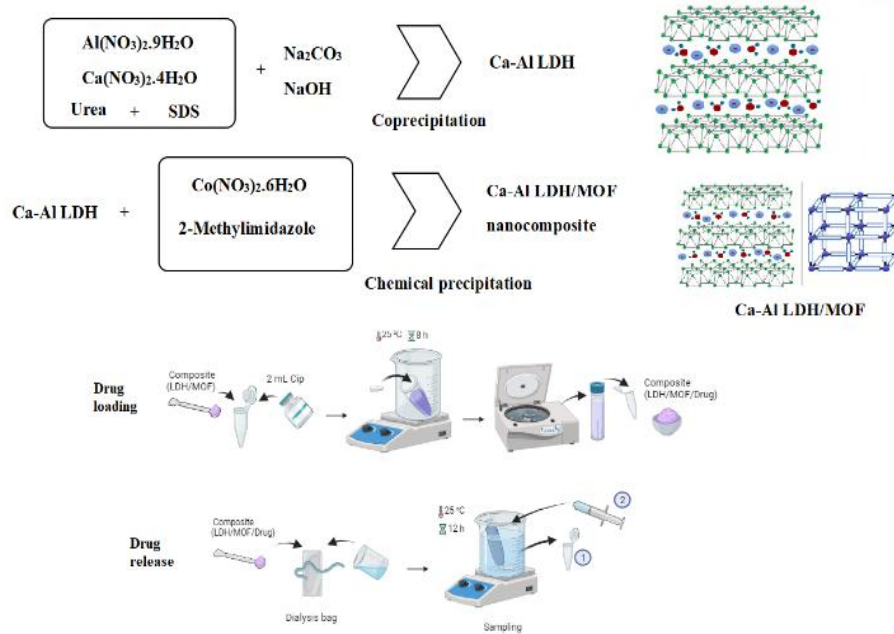 Al(NO₃)₂.9H₂O
Ca(NO₃)₂.4H₂O
Urea + SDS
+
Na₂CO₃
NaOH
Coprecipitation
Ca-Al LDH
Ca-Al LDH +
Co(NO₃)₂.6H₂O
2-Methylimidazole
Chemical precipitation
Ca-Al LDH/MOF
nanocomposite
Ca-Al LDH/MOF
Drug
loading
Composite
(LDH/MOF)
2 mL Cip
25 °C 8 h
Composite
(LDH/MOF/Drug)
Drug
release
Composite
(LDH/MOF/Drug)
Dialysis bag
25 °C
12 h
2
1
Sampling